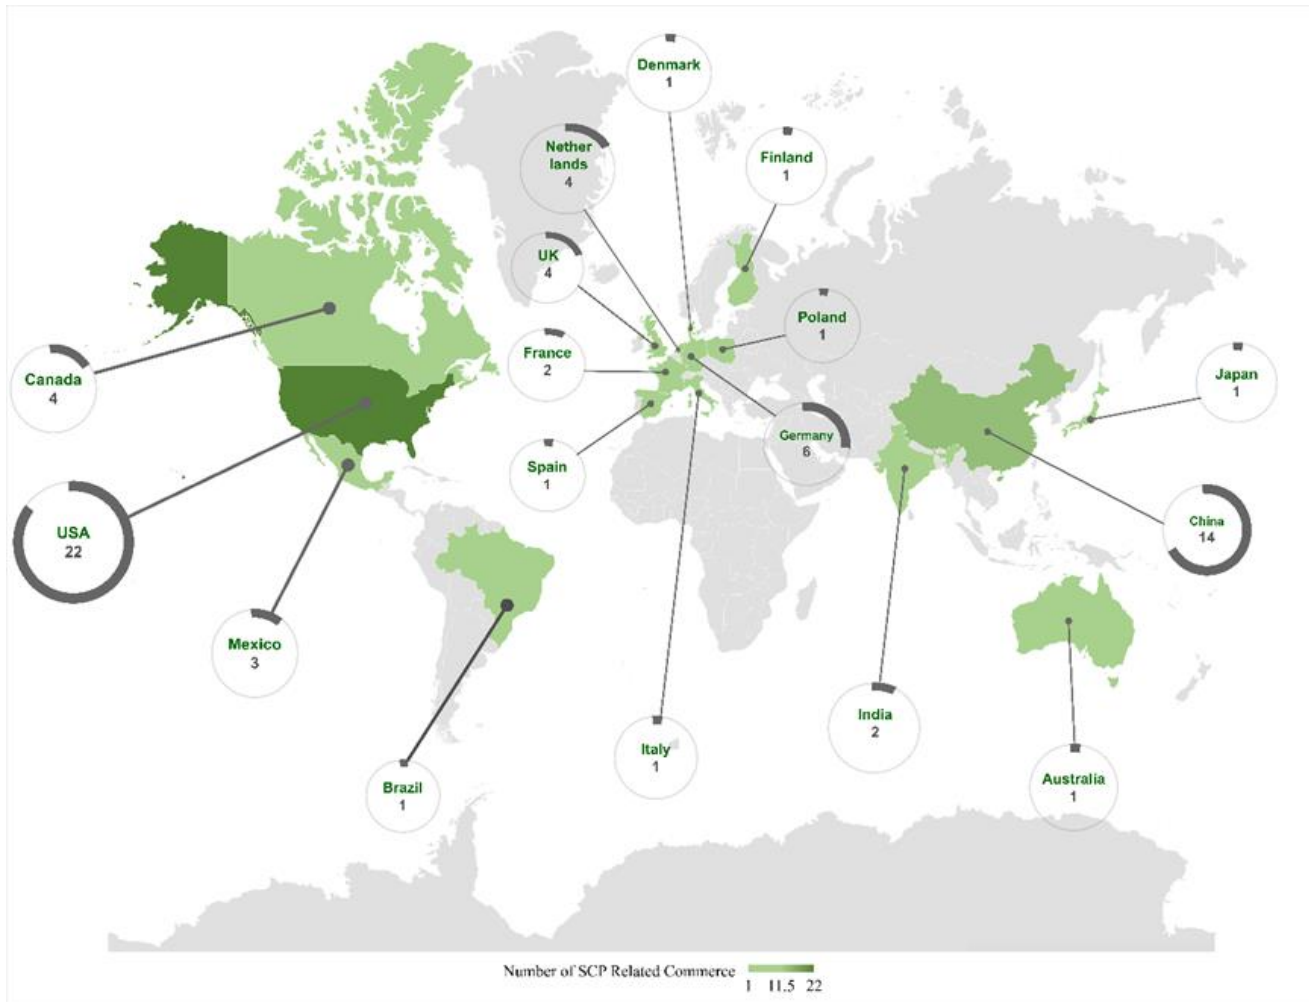 Denmark
1
Nether
lands
4
Finland
1
UK
4
Poland
1
France
2
Canada
4
Japan
1
Germany
6
Spain
1
USA
22
China
14
Mexico
3
India
2
Italy
1
Australia
1
Brazil
1
Number of SCP Related Commerce
1 11.5 22